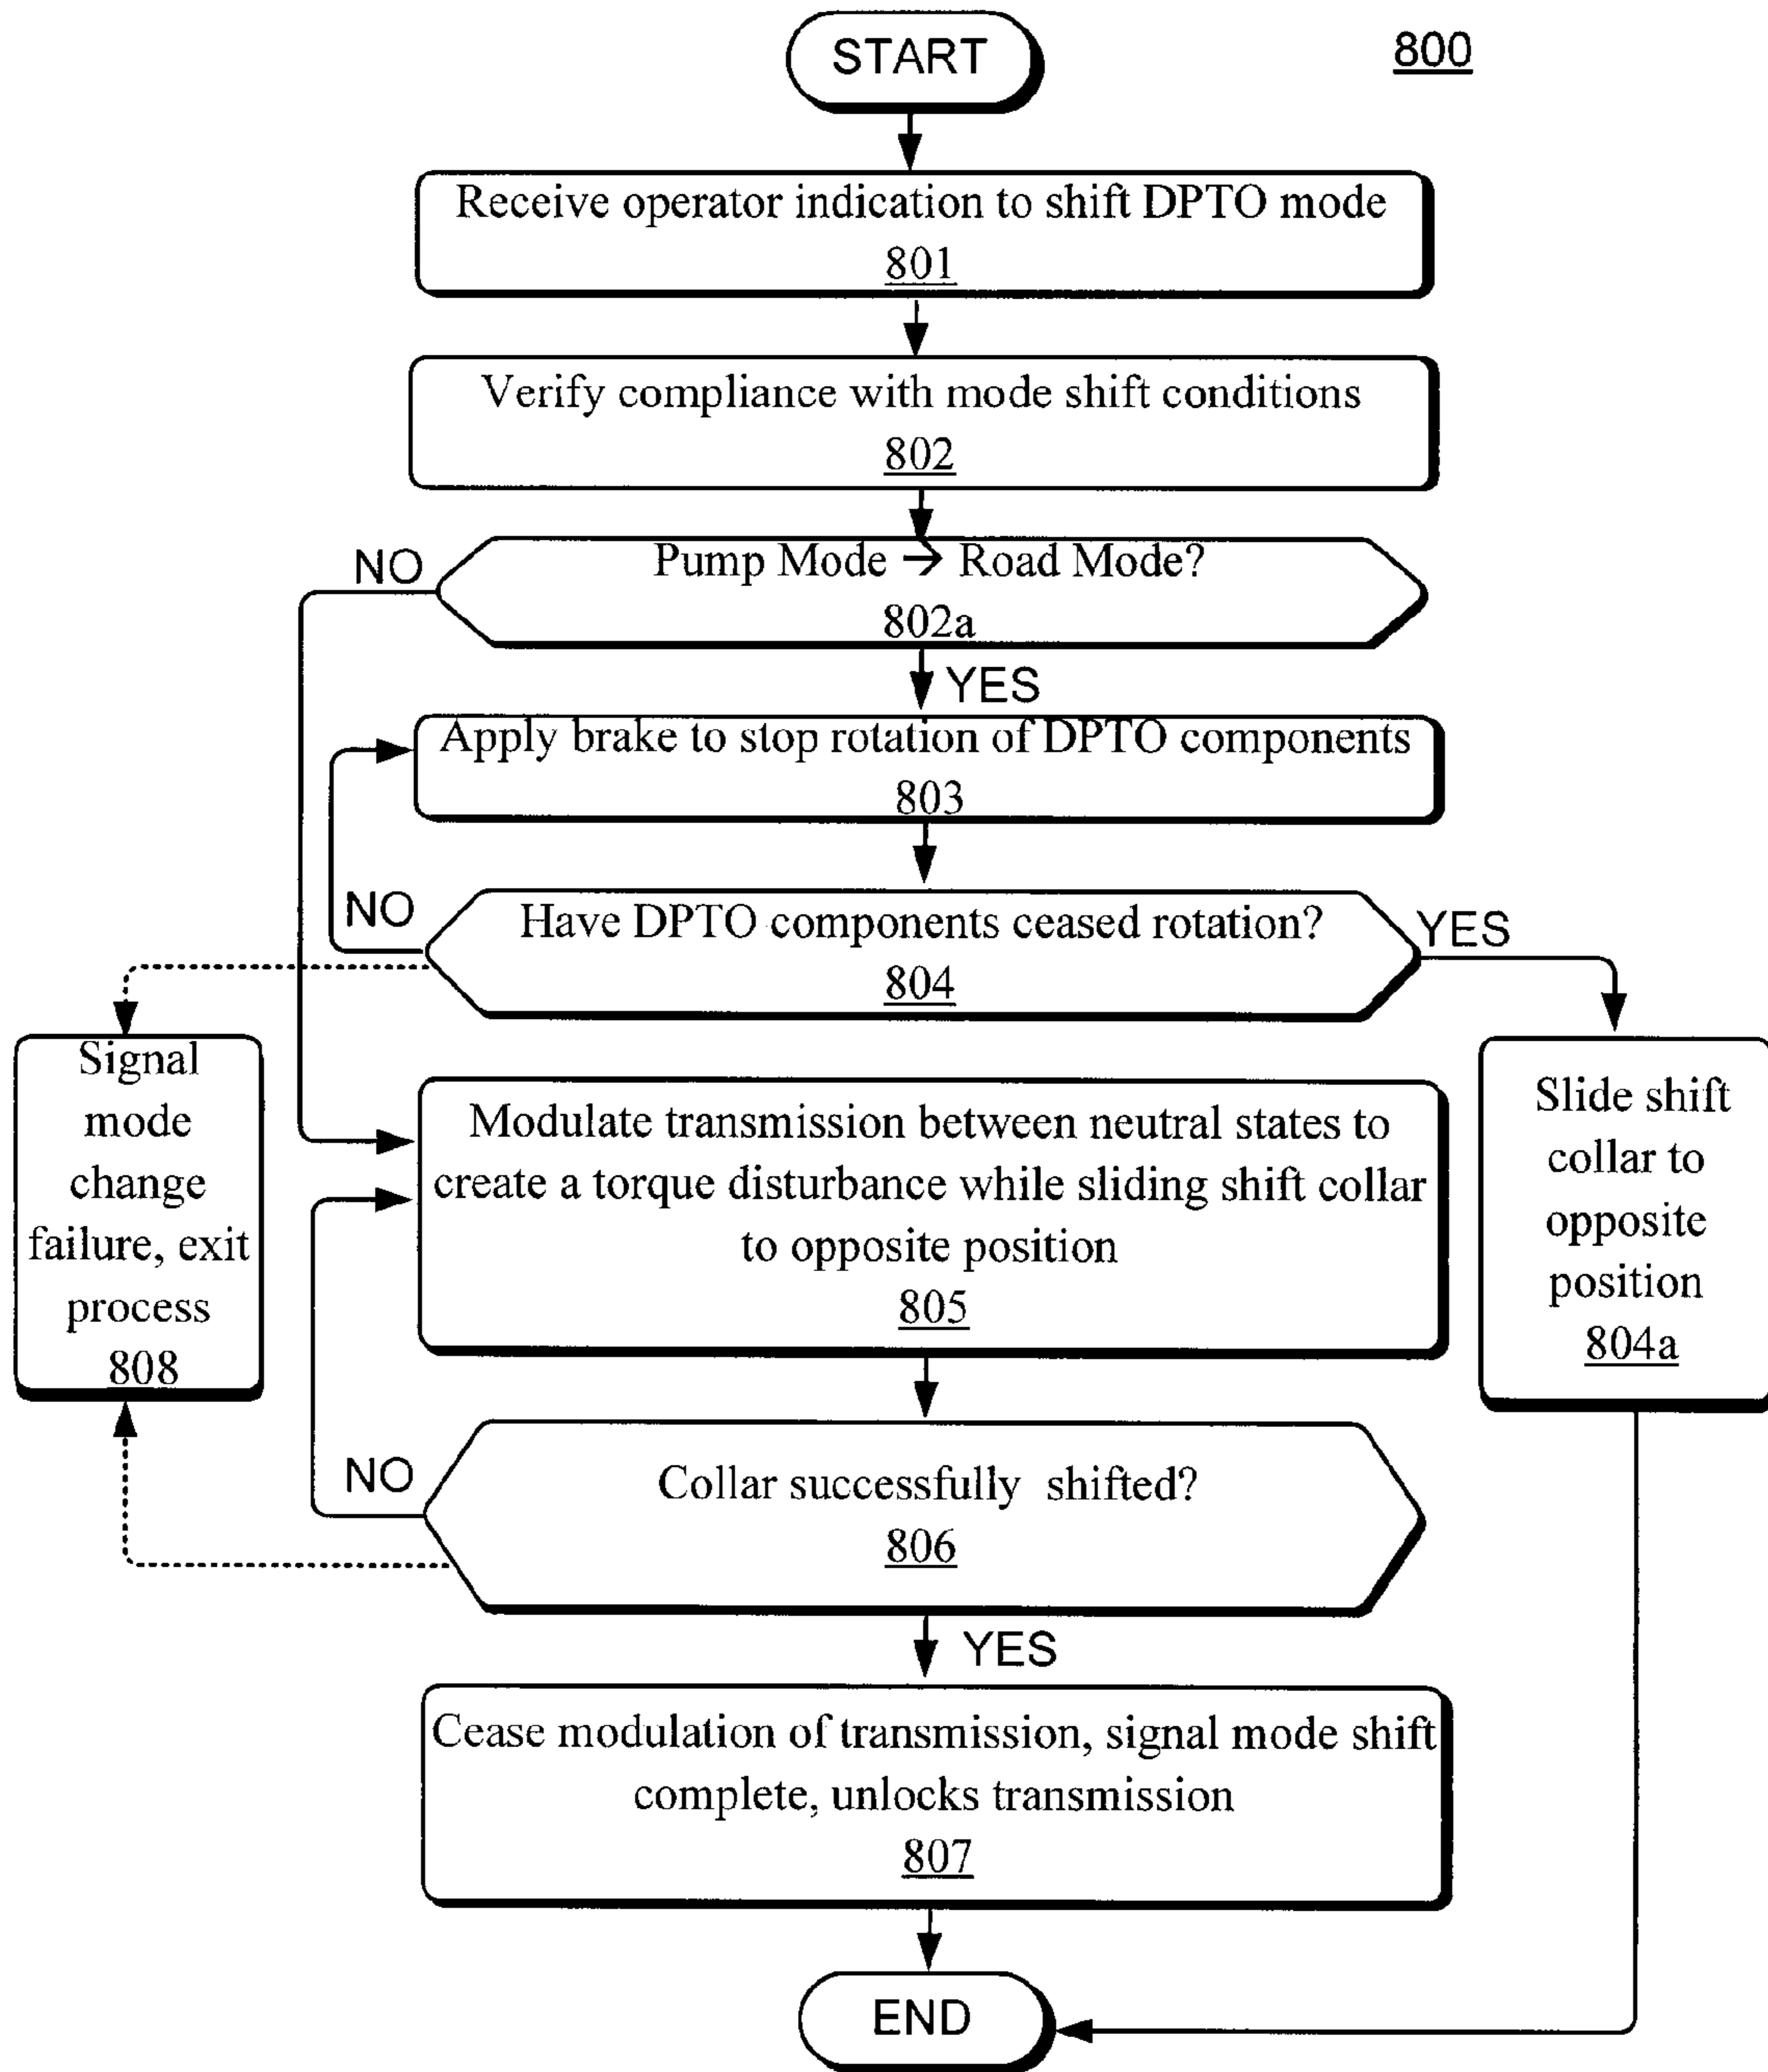 START
800
Receive operator indication to shift DPTO mode
801
Verify compliance with mode shift conditions
802
NO
Pump Mode → Road Mode?
802a
YES
Apply brake to stop rotation of DPTO components
803
NO
Have DPTO components ceased rotation?
804
YES
Signal
mode
change
failure, exit
process
808
Modulate transmission between neutral states to
create a torque disturbance while sliding shift collar
to opposite position
805
Slide shift
collar to
opposite
position
804a
NO
Collar successfully shifted?
806
YES
Cease modulation of transmission, signal mode shift
complete, unlocks transmission
807
END